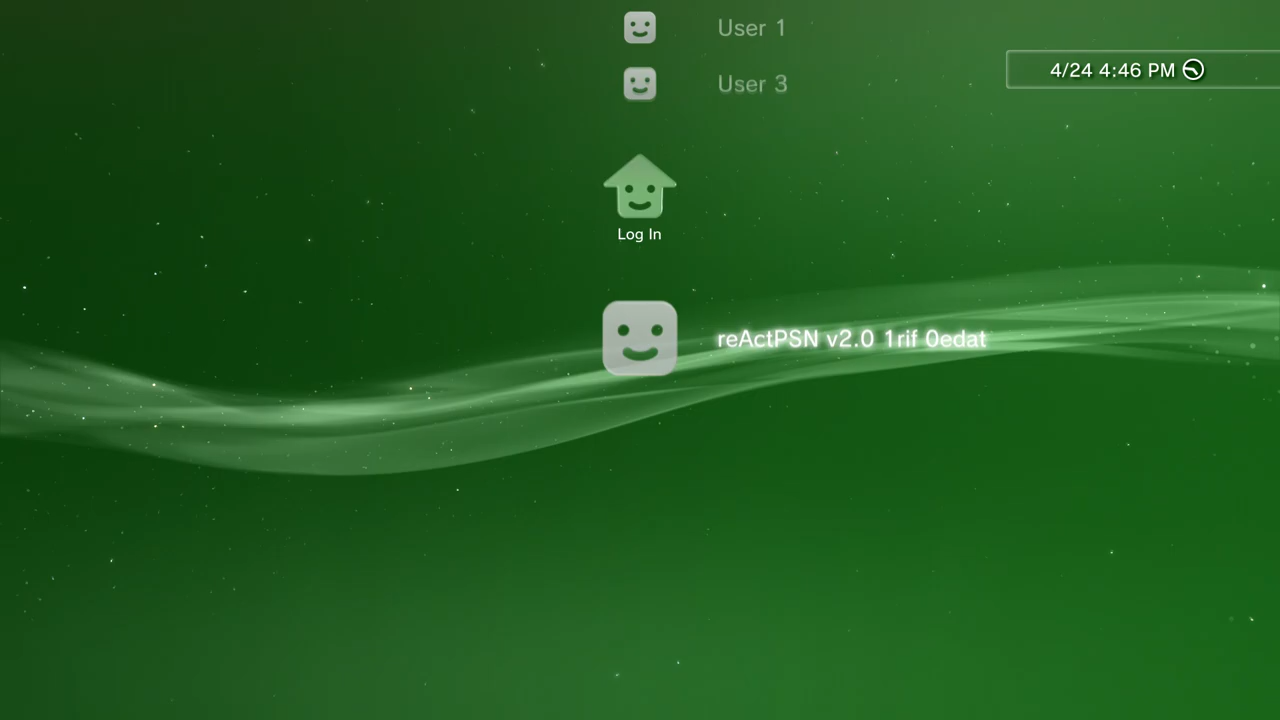 User 1
User 3
4/24 4:46 PM
Log In
reActPSN v2.0 1rif 0edat